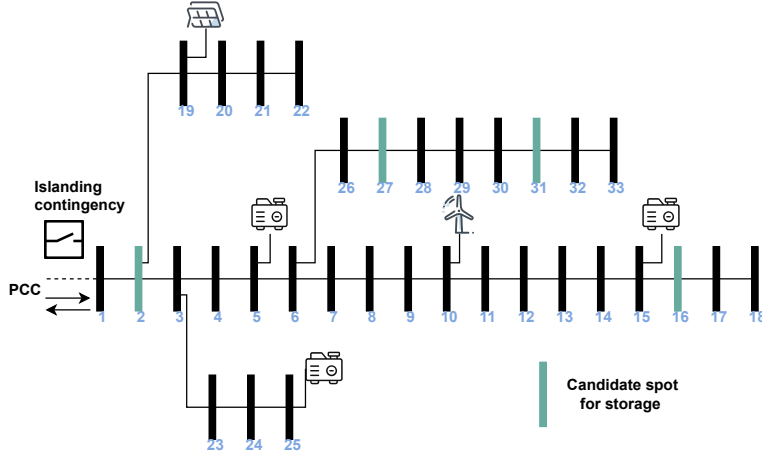 19 20 21 22
26 27 28 29 30 31 32 33
Islanding
contingency
PCC
1 2 3 4 5 6 7 8 9 10 11 12 13 14 15 16 17 18
Candidate spot
for storage
23 24 25